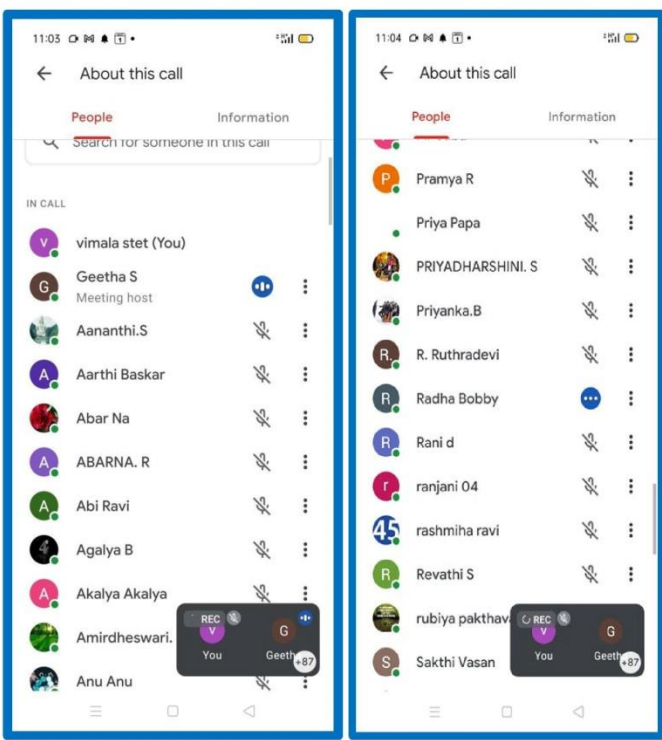 11:03
About this call
People Information
Search for someone in this call
IN CALL
V vimala stet (You)
G Geetha S
Meeting host
Aananthi.S
A Aarthi Baskar
Abar Na
A ABARNA. R
A Abi Ravi
Agalya B
A Akalya Akalya
Amirdheswari.
Anu Anu
REC
V G
You Geeth
+87
11:04
About this call
People Information
P Pramya R
Priya Papa
PRIYADHARSHINI. S
Priyanka.B
R. R. Ruthradevi
R Radha Bobby
R Rani d
r ranjani 04
45 rashmiha ravi
R Revathi S
rubiya pakthav
S Sakthi Vasan
REC
V G
You Geeth
+87